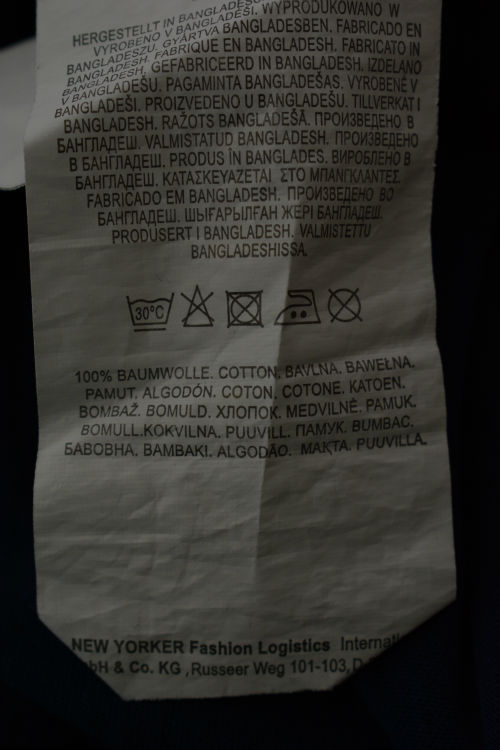 HERGESTELLT IN BANGLADESCH. WYPRODUKOWANO W
VYROBENO V BANGLADÉŠI.
BANGLADESZU. GYÁRTVA BANGLADESBEN. FABRICADO EN
BANGLADESH. FABRIQUE EN BANGLADESH. FABRICATO IN
BANGLADESH. GEFABRICEERD IN BANGLADESH. IZDELANO
V BANGLADEŠU. PAGAMINTA BANGLADEŠAS. VYROBENÉ V
BANGLADEŠI. PROIZVEDENO U BANGLADEŠU. TILLVERKAT I
BANGLADESH. RAŽOTS BANGLADEŠĀ. ПРОИЗВЕДЕНО В
БАНГЛАДЕШ. VALMISTATUD BANGLADESH. ПРОИЗВЕДЕНО
В БАНГЛАДЕШ. PRODUS ÎN BANGLADES. ВИРОБЛЕНО В
БАНГЛАДЕШ. ΚΑΤΑΣΚΕΥΑΖΕΤΑΙ ΣΤΟ ΜΠΑΝΓΚΛΑΝΤΕΣ.
FABRICADO EM BANGLADESH. ПРОИЗВЕДЕНО ВО
БАНГЛАДЕШ. ШЫҒАРЫЛҒАН ЖЕРІ БАНГЛАДЕШ.
PRODUSERT I BANGLADESH. VALMISTETTU
BANGLADESHISSA.
30°C
100% BAUMWOLLE. COTTON. BAVLNA. BAWEŁNA.
PAMUT. ALGODÓN. COTON. COTONE. KATOEN.
BOMBAŽ. BOMULD. ХЛОПОК. MEDVILNĖ. PAMUK.
BOMULL.KOKVILNA. PUUVILL. ПАМУК. BUMBAC.
БАВОВНА. ΒΑΜΒΑΚΙ. ALGODÃO. МАҚТА. PUUVILLA.
NEW YORKER Fashion Logistics Internati
bH & Co. KG ,Russeer Weg 101-103, D